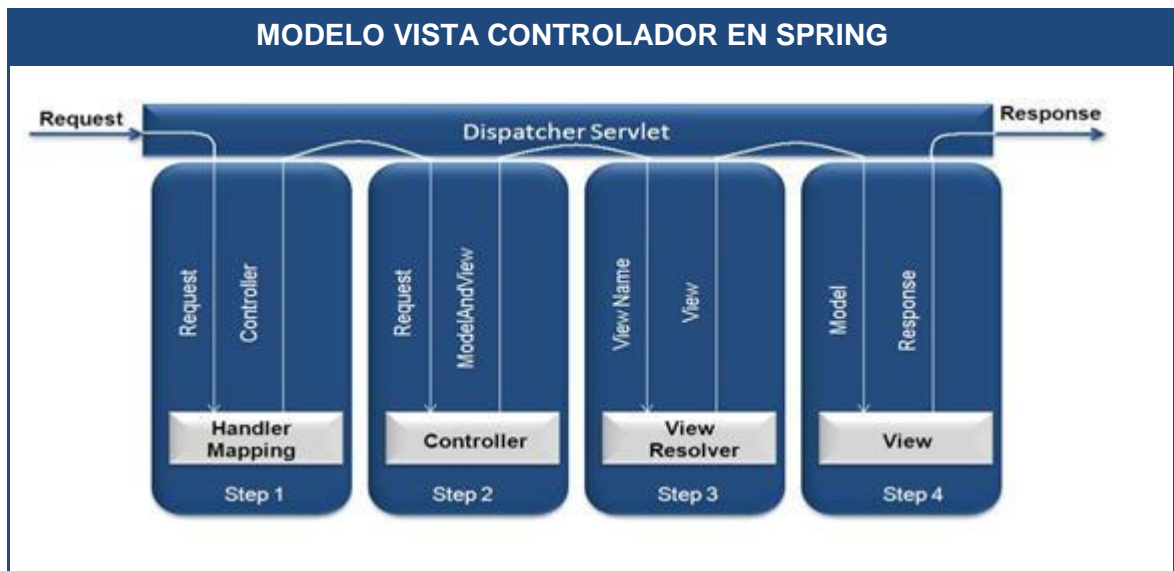 MODELO VISTA CONTROLADOR EN SPRING
Request
Dispatcher Servlet
Response
Request
Controller
Handler
Mapping
Step 1
Request
ModelAndView
Controller
Step 2
View Name
View
View
Resolver
Step 3
Model
Response
View
Step 4